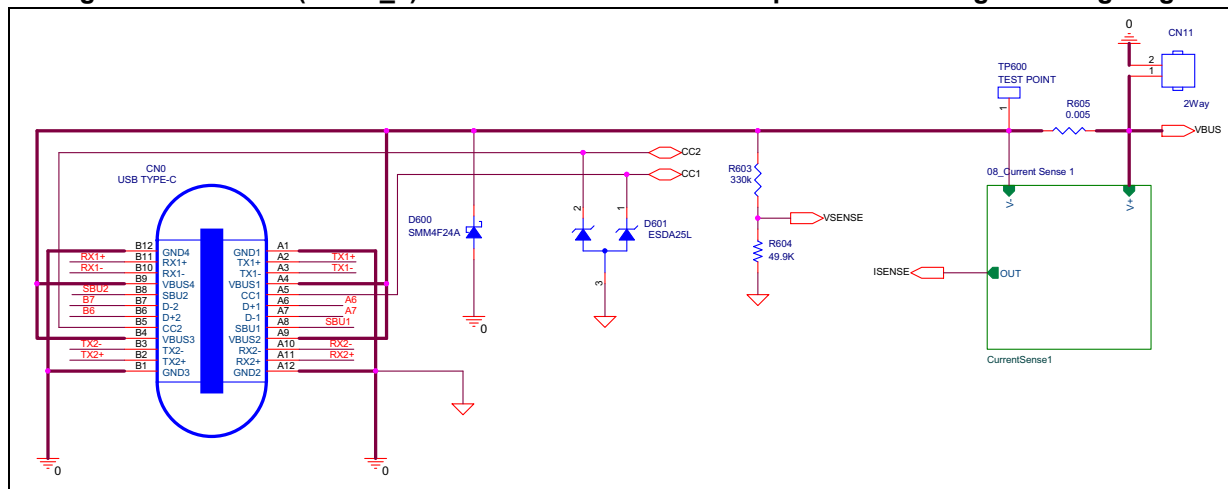 0
CN11
2
1
2Way
TP600
TEST POINT
1
R605
0.005
VBUS
CC2
CC1
CN0
USB TYPE-C
R603
330k
08_Current Sense 1
V-
V+
2
1
D600
SMM4F24A
D601
ESDA25L
VSENSE
R604
49.9K
ISENSE
OUT
3
0
CurrentSense1
B12 GND4 GND1 A1
RX1+ B11 RX1+ TX1+ A2 TX1+
RX1- B10 RX1- TX1- A3 TX1-
B9 VBUS4 VBUS1 A4
SBU2 B8 SBU2 CC1 A5
B7 B7 D-2 D+1 A6 A6
B6 B6 D+2 D-1 A7 A7
B5 CC2 SBU1 A8 SBU1
B4 VBUS3 VBUS2 A9
TX2- B3 TX2- RX2- A10 RX2-
TX2+ B2 TX2+ RX2+ A11 RX2+
B1 GND3 GND2 A12
0
0